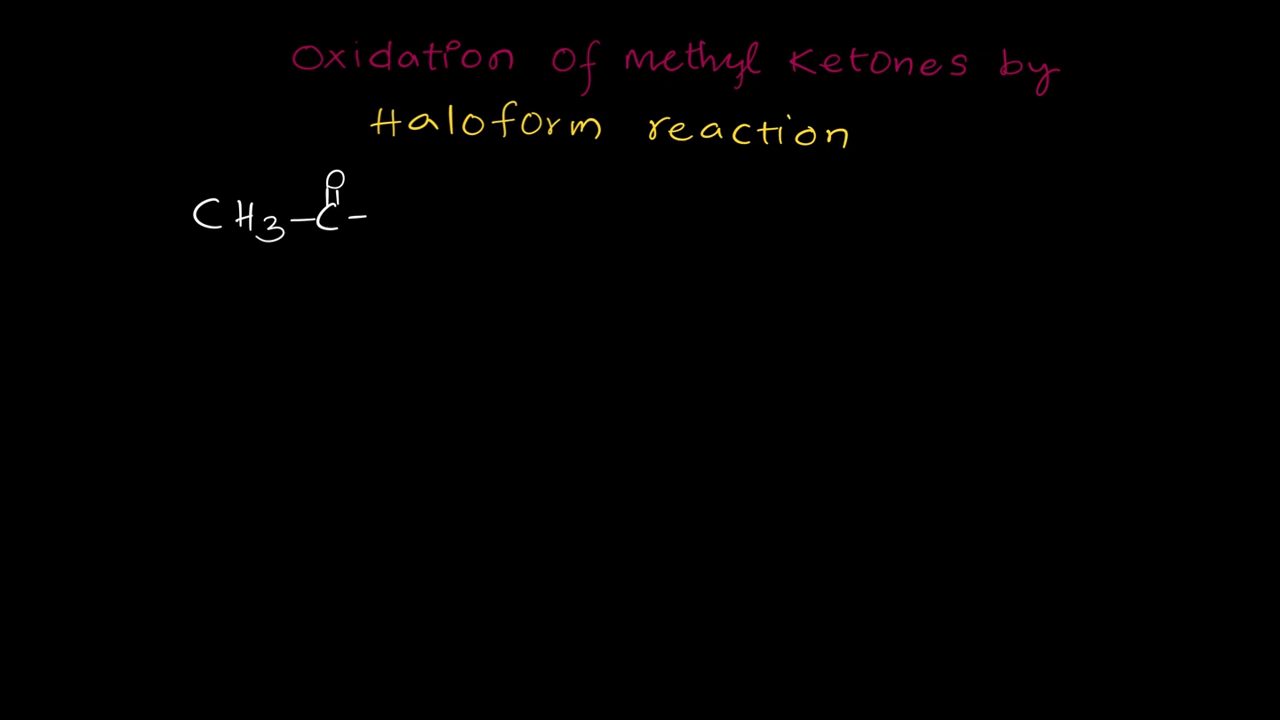 Oxidation of methyl Ketones by
Haloform reaction
O
CH3-C-